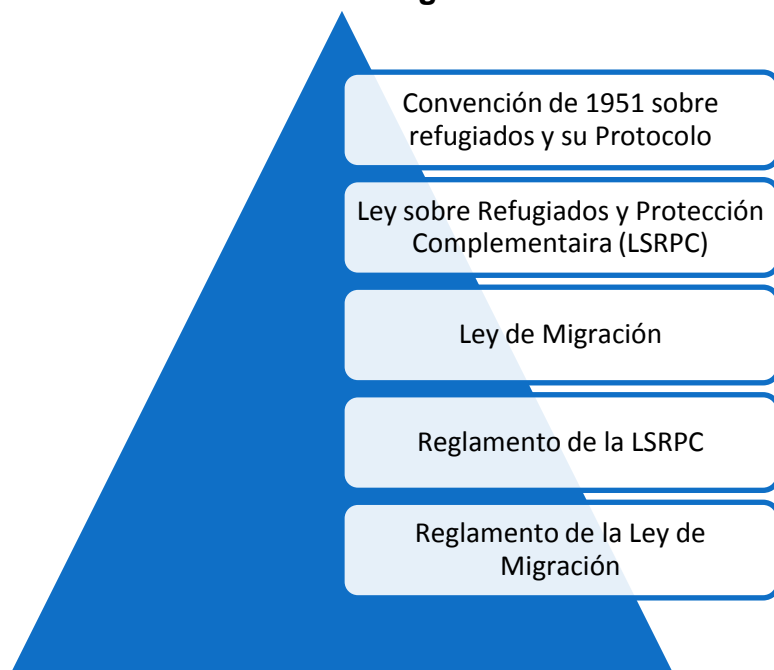 Convención de 1951 sobre
refugiados y su Protocolo
Ley sobre Refugiados y Protección
Complementaira (LSRPC)
Ley de Migración
Reglamento de la LSRPC
Reglamento de la Ley de
Migración